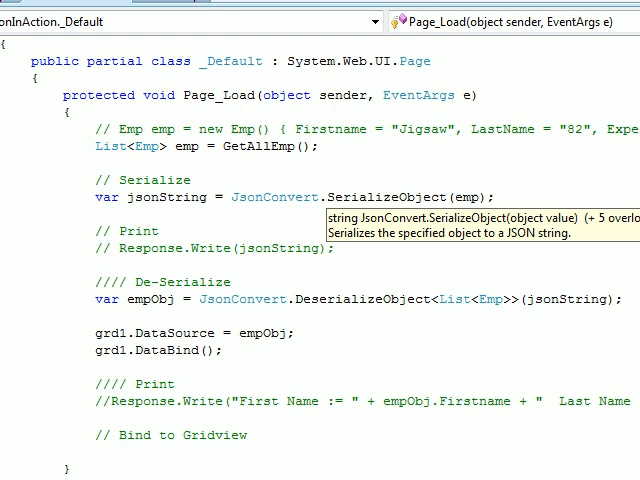 onInAction._Default
Page_Load(object sender, EventArgs e)
{
public partial class _Default : System.Web.UI.Page
{
protected void Page_Load(object sender, EventArgs e)
{
// Emp emp = new Emp() { Firstname = "Jigsaw", LastName = "82", Expe
List<Emp> emp = GetAllEmp();
// Serialize
var jsonString = JsonConvert.SerializeObject(emp);
string JsonConvert.SerializeObject(object value) (+ 5 overlo
Serializes the specified object to a JSON string.
// Print
// Response.Write(jsonString);
//// De-Serialize
var empObj = JsonConvert.DeserializeObject<List<Emp>>(jsonString);
grd1.DataSource = empObj;
grd1.DataBind();
//// Print
//Response.Write("First Name := " + empObj.Firstname + "  Last Name
// Bind to Gridview
}